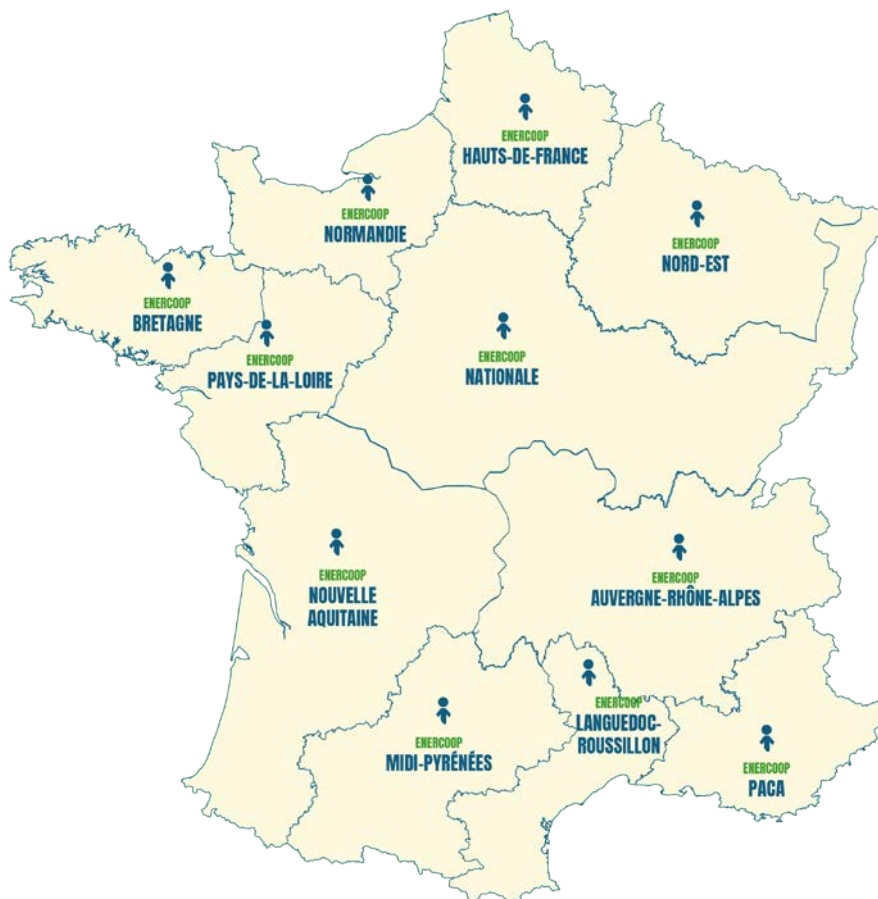 ENERCOOP
HAUTS-DE-FRANCE
ENERCOOP
NORMANDIE
ENERCOOP
NORD-EST
ENERCOOP
BRETAGNE
ENERCOOP
PAYS-DE-LA-LOIRE
ENERCOOP
NATIONALE
ENERCOOP
NOUVELLE
AQUITAINE
ENERCOOP
AUVERGNE-RHÔNE-ALPES
ENERCOOP
MIDI-PYRÉNÉES
ENERCOOP
LANGUEDOC-
ROUSSILLON
ENERCOOP
PACA